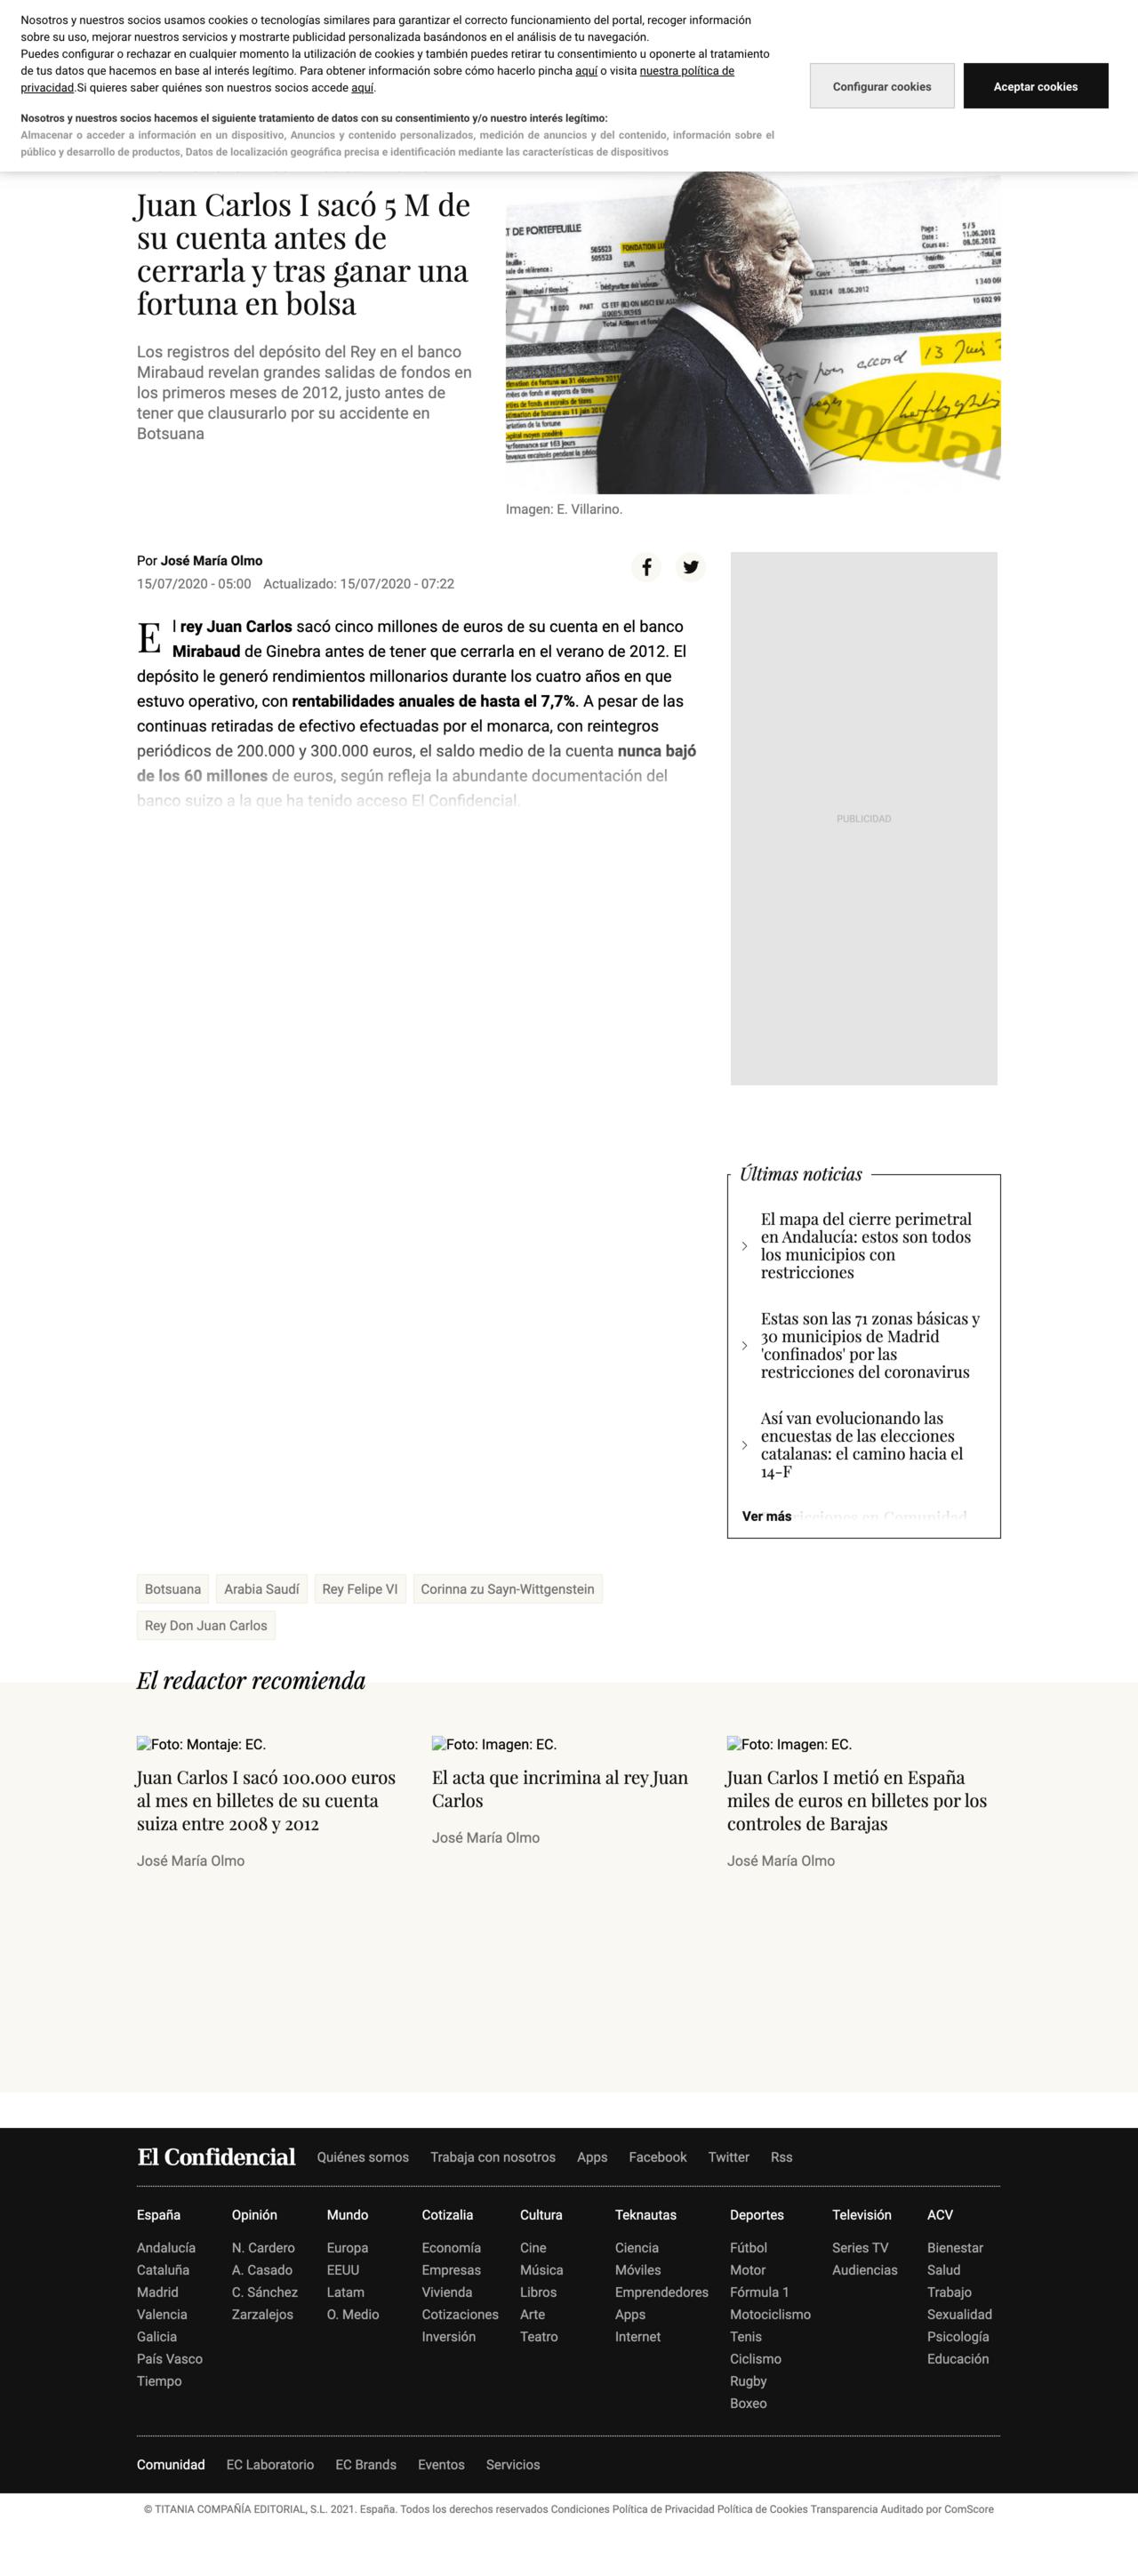 Nosotros y nuestros socios usamos cookies o tecnologías similares para garantizar el correcto funcionamiento del portal, recoger información
sobre su uso, mejorar nuestros servicios y mostrarte publicidad personalizada basándonos en el análisis de tu navegación.
Puedes configurar o rechazar en cualquier momento la utilización de cookies y también puedes retirar tu consentimiento u oponerte al tratamiento
de tus datos que hacemos en base al interés legítimo. Para obtener información sobre cómo hacerlo pincha aquí o visita nuestra política de
privacidad.Si quieres saber quiénes son nuestros socios accede aquí.
Nosotros y nuestros socios hacemos el siguiente tratamiento de datos con su consentimiento y/o nuestro interés legítimo:
Almacenar o acceder a información en un dispositivo, Anuncios y contenido personalizados, medición de anuncios y del contenido, información sobre el
público y desarrollo de productos, Datos de localización geográfica precisa e identificación mediante las características de dispositivos
Configurar cookies
Aceptar cookies
Juan Carlos I sacó 5 M de
su cuenta antes de
cerrarla y tras ganar una
fortuna en bolsa
Los registros del depósito del Rey en el banco
Mirabaud revelan grandes salidas de fondos en
los primeros meses de 2012, justo antes de
tener que clausurarlo por su accidente en
Botsuana
T DE PORTEFEUILLE
505523
505523
EUR
Page : 5/5
Date : 11.06.2012
Cours au : 08.06.2012
accord 13 Juin
encial
Imagen: E. Villarino.
Por José María Olmo
15/07/2020 - 05:00 Actualizado: 15/07/2020 - 07:22
El rey Juan Carlos sacó cinco millones de euros de su cuenta en el banco
Mirabaud de Ginebra antes de tener que cerrarla en el verano de 2012. El
depósito le generó rendimientos millonarios durante los cuatro años en que
estuvo operativo, con rentabilidades anuales de hasta el 7,7%. A pesar de las
continuas retiradas de efectivo efectuadas por el monarca, con reintegros
periódicos de 200.000 y 300.000 euros, el saldo medio de la cuenta nunca bajó
de los 60 millones de euros, según refleja la abundante documentación del
banco suizo a la que ha tenido acceso El Confidencial.
PUBLICIDAD
Últimas noticias
El mapa del cierre perimetral
en Andalucía: estos son todos
los municipios con
restricciones
Estas son las 71 zonas básicas y
30 municipios de Madrid
'confinados' por las
restricciones del coronavirus
Así van evolucionando las
encuestas de las elecciones
catalanas: el camino hacia el
14-F
Ver más
Botsuana Arabia Saudí Rey Felipe VI Corinna zu Sayn-Wittgenstein
Rey Don Juan Carlos
El redactor recomienda
Foto: Montaje: EC.
Juan Carlos I sacó 100.000 euros
al mes en billetes de su cuenta
suiza entre 2008 y 2012
José María Olmo
Foto: Imagen: EC.
El acta que incrimina al rey Juan
Carlos
José María Olmo
Foto: Imagen: EC.
Juan Carlos I metió en España
miles de euros en billetes por los
controles de Barajas
José María Olmo
El Confidencial Quiénes somos Trabaja con nosotros Apps Facebook Twitter Rss
España
Andalucía
Cataluña
Madrid
Valencia
Galicia
País Vasco
Tiempo
Opinión
N. Cardero
A. Casado
C. Sánchez
Zarzalejos
Mundo
Europa
EEUU
Latam
O. Medio
Cotizalia
Economía
Empresas
Vivienda
Cotizaciones
Inversión
Cultura
Cine
Música
Libros
Arte
Teatro
Teknautas
Ciencia
Móviles
Emprendedores
Apps
Internet
Deportes
Fútbol
Motor
Fórmula 1
Motociclismo
Tenis
Ciclismo
Rugby
Boxeo
Televisión
Series TV
Audiencias
ACV
Bienestar
Salud
Trabajo
Sexualidad
Psicología
Educación
Comunidad EC Laboratorio EC Brands Eventos Servicios
© TITANIA COMPAÑÍA EDITORIAL, S.L. 2021. España. Todos los derechos reservados Condiciones Política de Privacidad Política de Cookies Transparencia Auditado por ComScore